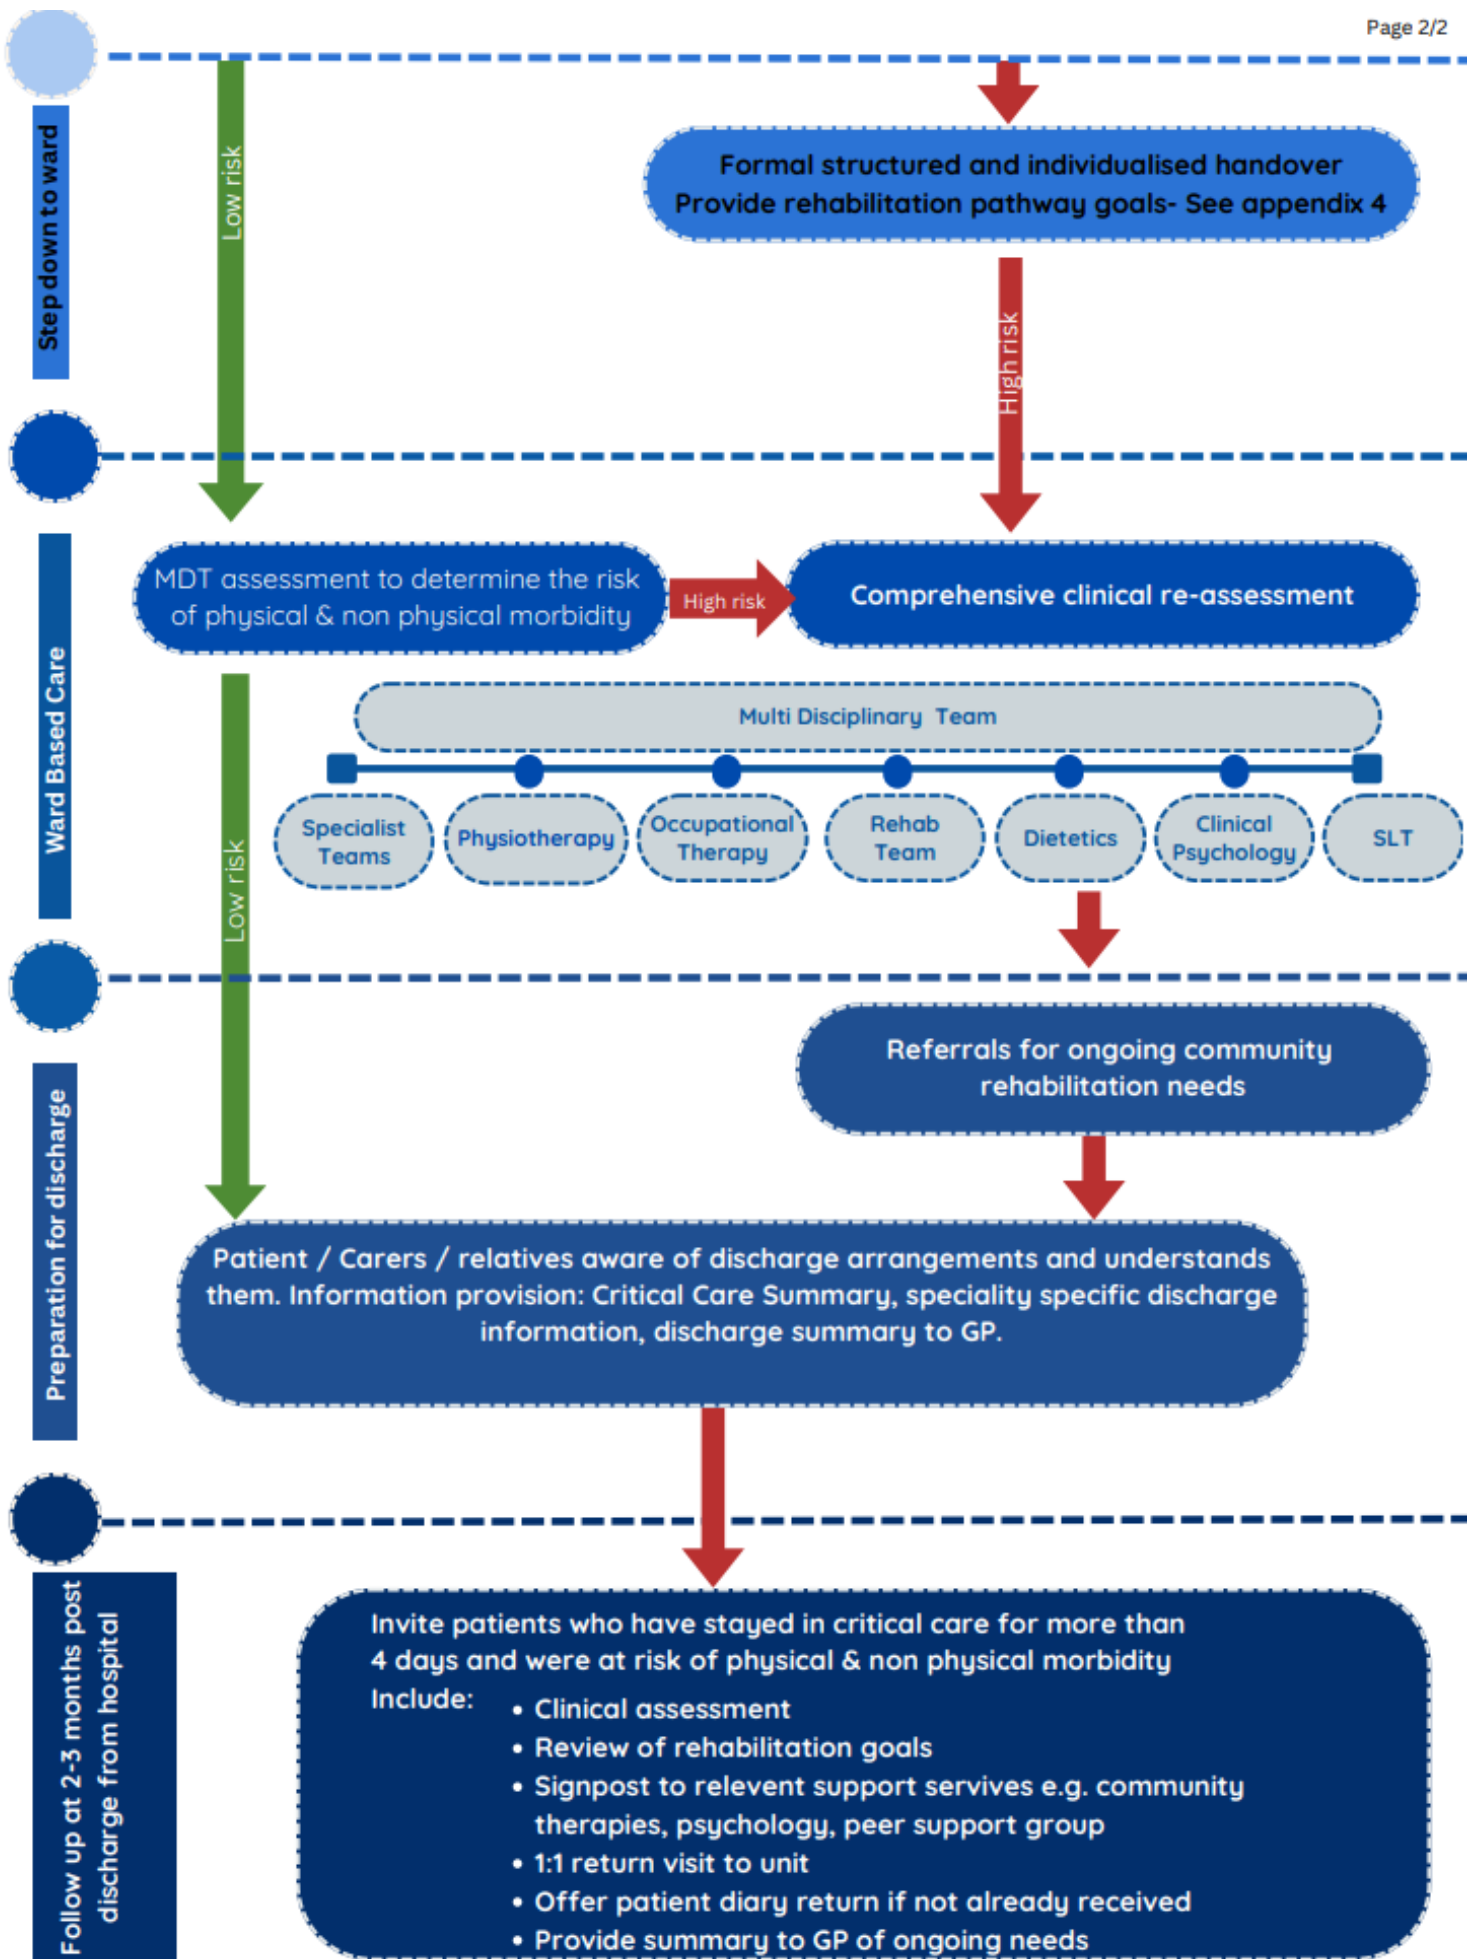 Page 2/2
Step down to ward
Low risk
Formal structured and individualised handover
Provide rehabilitation pathway goals- See appendix 4
High risk
Ward Based Care
MDT assessment to determine the risk
of physical & non physical morbidity
High risk
Comprehensive clinical re-assessment
Multi Disciplinary Team
Specialist
Teams
Physiotherapy
Occupational
Therapy
Rehab
Team
Dietetics
Clinical
Psychology
SLT
Low risk
Preparation for discharge
Referrals for ongoing community
rehabilitation needs
Patient / Carers / relatives aware of discharge arrangements and understands
them. Information provision: Critical Care Summary, speciality specific discharge
information, discharge summary to GP.
Follow up at 2-3 months post
discharge from hospital
Invite patients who have stayed in critical care for more than
4 days and were at risk of physical & non physical morbidity
Include:
• Clinical assessment
• Review of rehabilitation goals
• Signpost to relevent support servives e.g. community
therapies, psychology, peer support group
• 1:1 return visit to unit
• Offer patient diary return if not already received
• Provide summary to GP of ongoing needs